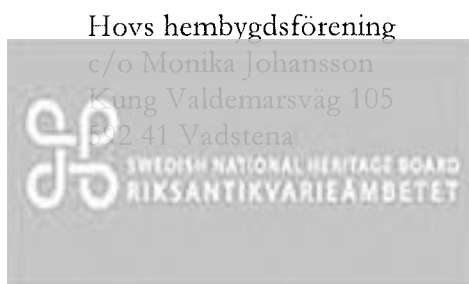 Hovs hembygdsförening
c/o Monika Johansson
Kung Valdemarsväg 105
592 41 Vadstena
SWEDISH NATIONAL HERITAGE BOARD
RIKSANTIKVARIEÄMBETET